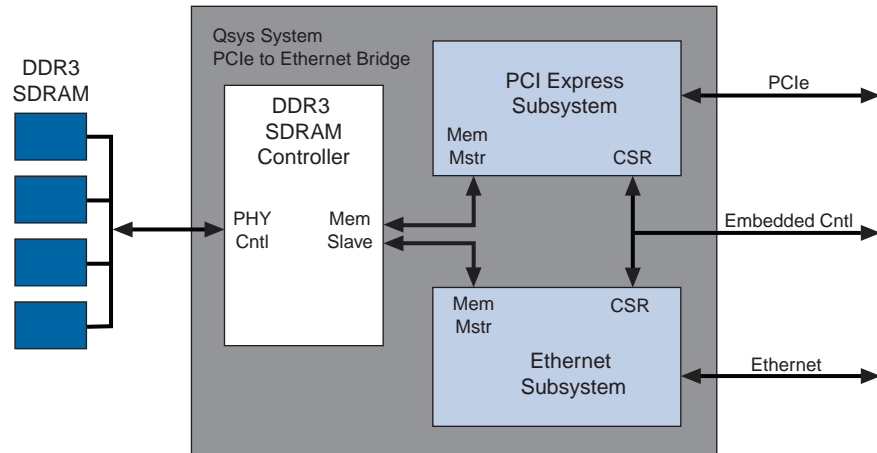 DDR3
SDRAM
Qsys System
PCIe to Ethernet Bridge
DDR3
SDRAM
Controller
PHY
Cntl
Mem
Slave
PCI Express
Subsystem
Mem
Mstr
CSR
PCIe
Embedded Cntl
Mem
Mstr
CSR
Ethernet
Subsystem
Ethernet